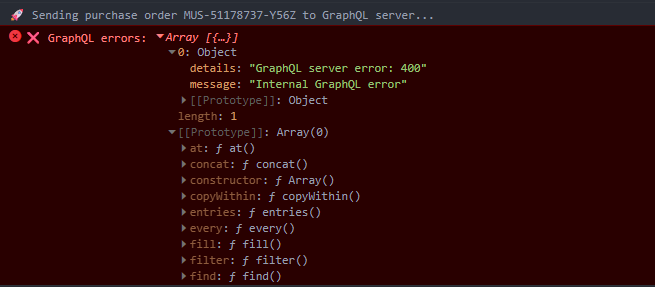 🚀 Sending purchase order MUS-51178737-Y56Z to GraphQL server...
❌ GraphQL errors: ▼Array [{…}]
▼0: Object
details: "GraphQL server error: 400"
message: "Internal GraphQL error"
▶[[Prototype]]: Object
length: 1
▼[[Prototype]]: Array(0)
▶at: ƒ at()
▶concat: ƒ concat()
▶constructor: ƒ Array()
▶copyWithin: ƒ copyWithin()
▶entries: ƒ entries()
▶every: ƒ every()
▶fill: ƒ fill()
▶filter: ƒ filter()
▶find: ƒ find()